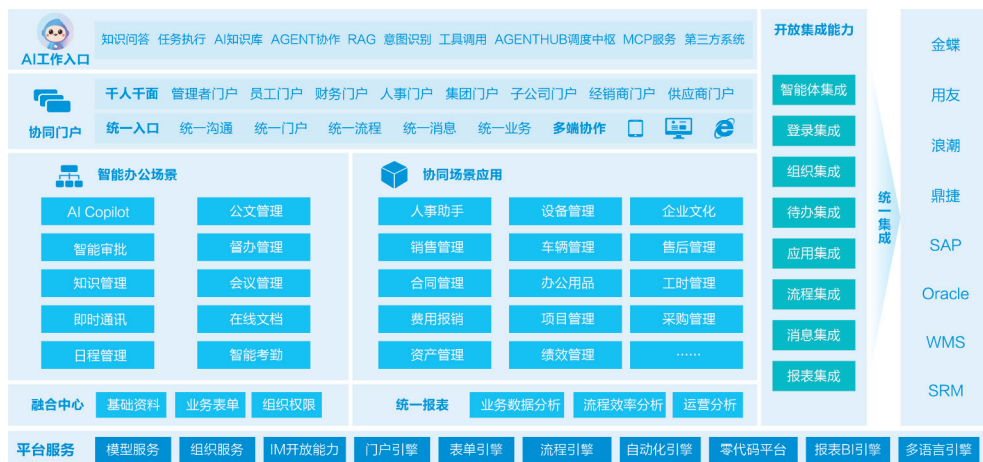 AI工作入口
知识问答 任务执行 AI知识库 AGENT协作 RAG 意图识别 工具调用 AGENTHUB调度中枢 MCP服务 第三方系统
协同门户
千人千面 管理者门户 员工门户 财务门户 人事门户 集团门户 子公司门户 经销商门户 供应商门户
统一入口 统一沟通 统一门户 统一流程 统一消息 统一业务 多端协作
智能办公场景
AI Copilot 公文管理
智能审批 督办管理
知识管理 会议管理
即时通讯 在线文档
日程管理 智能考勤
协同场景应用
人事助手 设备管理 企业文化
销售管理 车辆管理 售后管理
合同管理 办公用品 工时管理
费用报销 项目管理 采购管理
资产管理 绩效管理 ……
融合中心 基础资料 业务表单 组织权限
统一报表 业务数据分析 流程效率分析 运营分析
开放集成能力
智能体集成
登录集成
组织集成
待办集成
应用集成
流程集成
消息集成
报表集成
统一集成
金蝶
用友
浪潮
鼎捷
SAP
Oracle
WMS
SRM
平台服务 模型服务 组织服务 IM开放能力 门户引擎 表单引擎 流程引擎 自动化引擎 零代码平台 报表BI引擎 多语言引擎